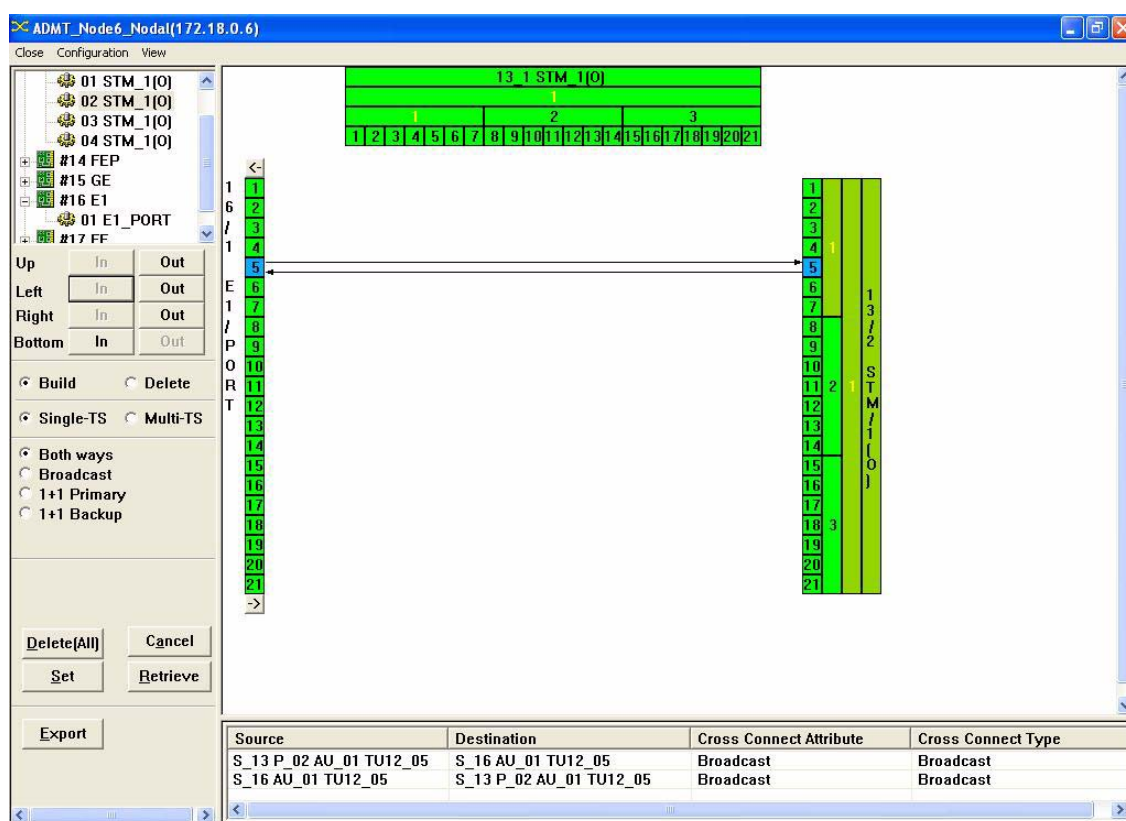 ADMT_Node6_Nodal(172.18.0.6)
Close Configuration View
01 STM_1(O)
02 STM_1(O)
03 STM_1(O)
04 STM_1(O)
#14 FEP
#15 GE
#16 E1
01 E1_PORT
#17 FE
Up In Out
Left In Out
Right In Out
Bottom In Out
Build Delete
Single-TS Multi-TS
Both ways
Broadcast
1+1 Primary
1+1 Backup
Delete(All) Cancel
Set Retrieve
Export
13_1 STM_1(O)
1
1 2 3
1 2 3 4 5 6 7 8 9 10 11 12 13 14 15 16 17 18 19 20 21
<-
16/1 E1/PORT
1
2
3
4
5
6
7
8
9
10
11
12
13
14
15
16
17
18
19
20
21
->
1
2
3
4
5
6
7
8
9
10
11
12
13
14
15
16
17
18
19
20
21
1
2
3
1
13/2 STM/1(O)
Source Destination Cross Connect Attribute Cross Connect Type
S_13 P_02 AU_01 TU12_05 S_16 AU_01 TU12_05 Broadcast Broadcast
S_16 AU_01 TU12_05 S_13 P_02 AU_01 TU12_05 Broadcast Broadcast